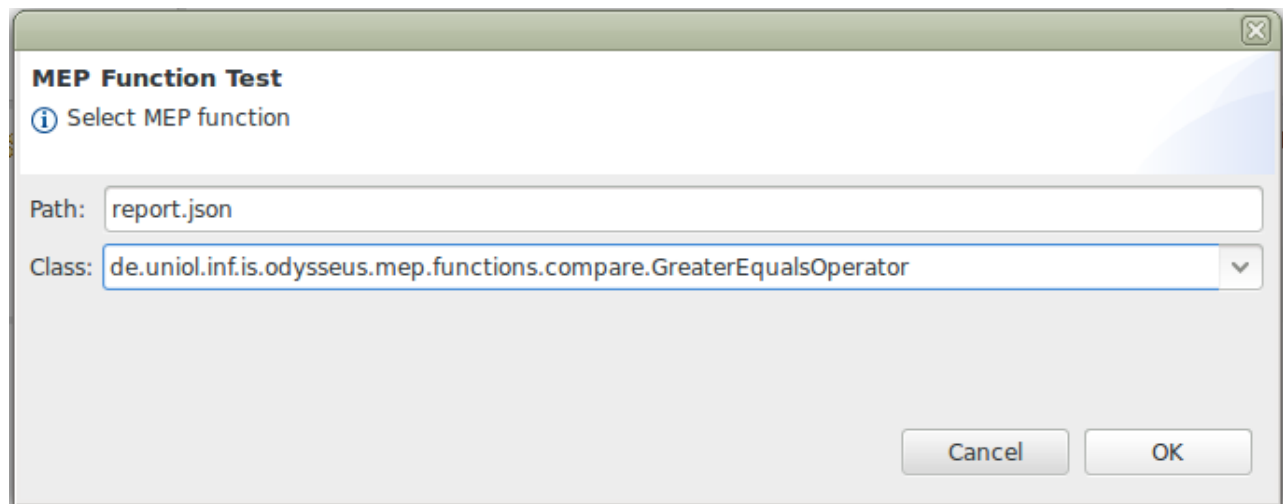 MEP Function Test
Select MEP function
Path: report.json
Class: de.uniol.inf.is.odysseus.mep.functions.compare.GreaterEqualsOperator
Cancel OK